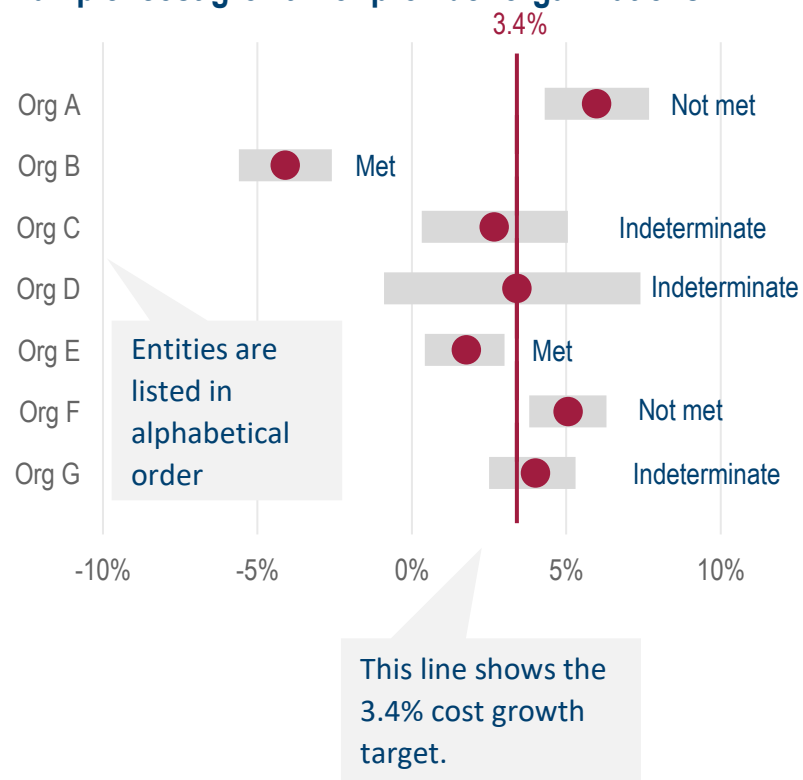 3.4%
Org A
Not met
Org B
Met
Org C
Indeterminate
Org D
Indeterminate
Org E
Met
Org F
Not met
Org G
Indeterminate
Entities are
listed in
alphabetical
order
-10% -5% 0% 5% 10%
This line shows the
3.4% cost growth
target.